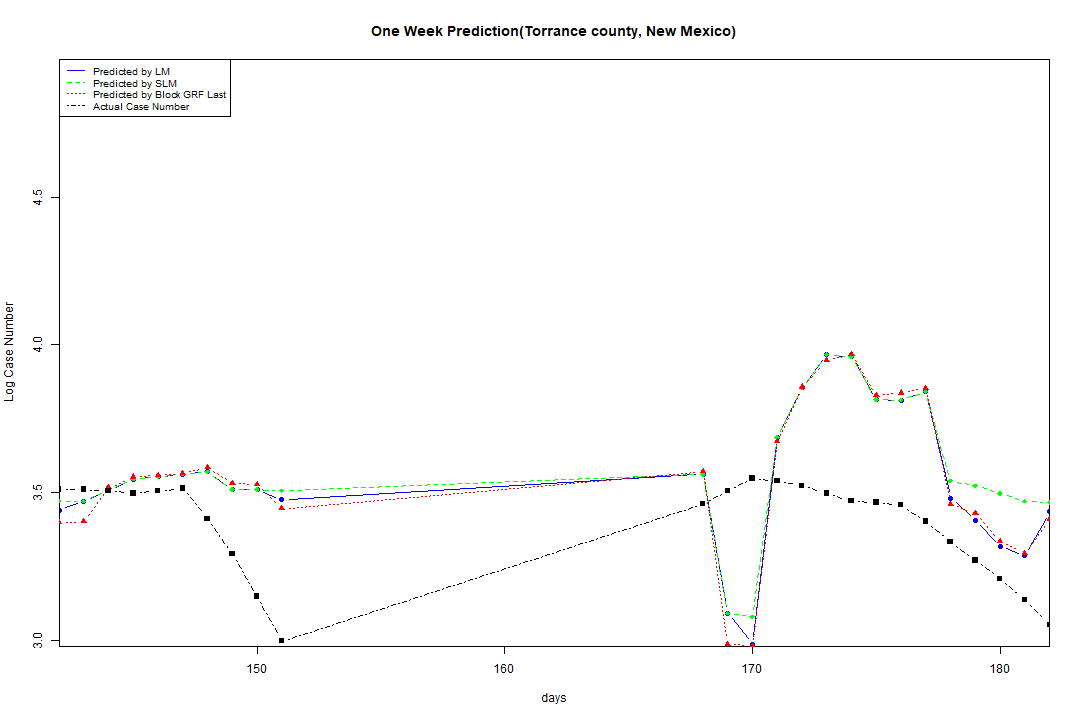 One Week Prediction(Torrance county, New Mexico)
Predicted by LM
Predicted by SLM
Predicted by Block GRF Last
Actual Case Number
4.5
4.0
3.5
3.0
Log Case Number
150
160
170
180
days